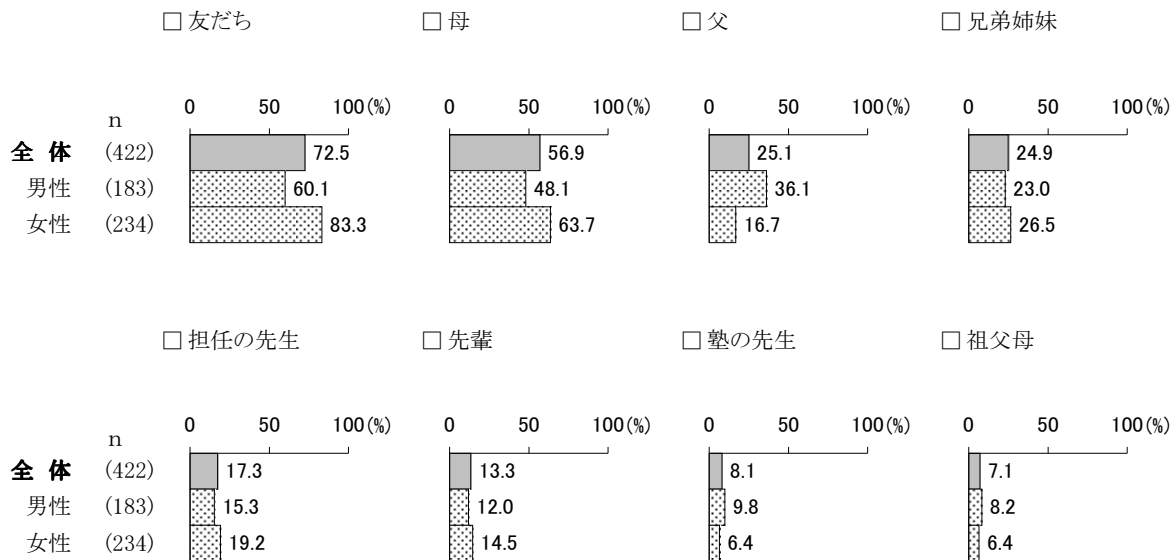 □ 友だち □ 母 □ 父 □ 兄弟姉妹
0 50 100(%) 0 50 100(%) 0 50 100(%) 0 50 100(%)
n
全 体 (422) 72.5 56.9 25.1 24.9
男性 (183) 60.1 48.1 36.1 23.0
女性 (234) 83.3 63.7 16.7 26.5
□ 担任の先生 □ 先輩 □ 塾の先生 □ 祖父母
0 50 100(%) 0 50 100(%) 0 50 100(%) 0 50 100(%)
n
全 体 (422) 17.3 13.3 8.1 7.1
男性 (183) 15.3 12.0 9.8 8.2
女性 (234) 19.2 14.5 6.4 6.4